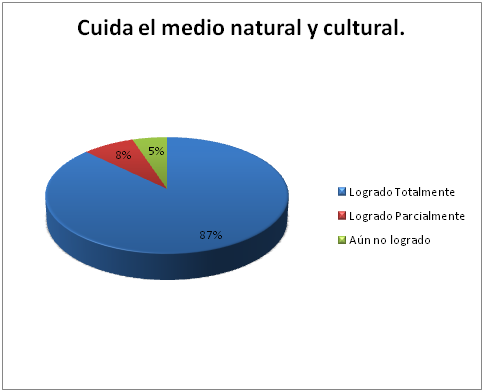 Cuida el medio natural y cultural.
5%
8%
87%
Logrado Totalmente
Logrado Parcialmente
Aún no logrado